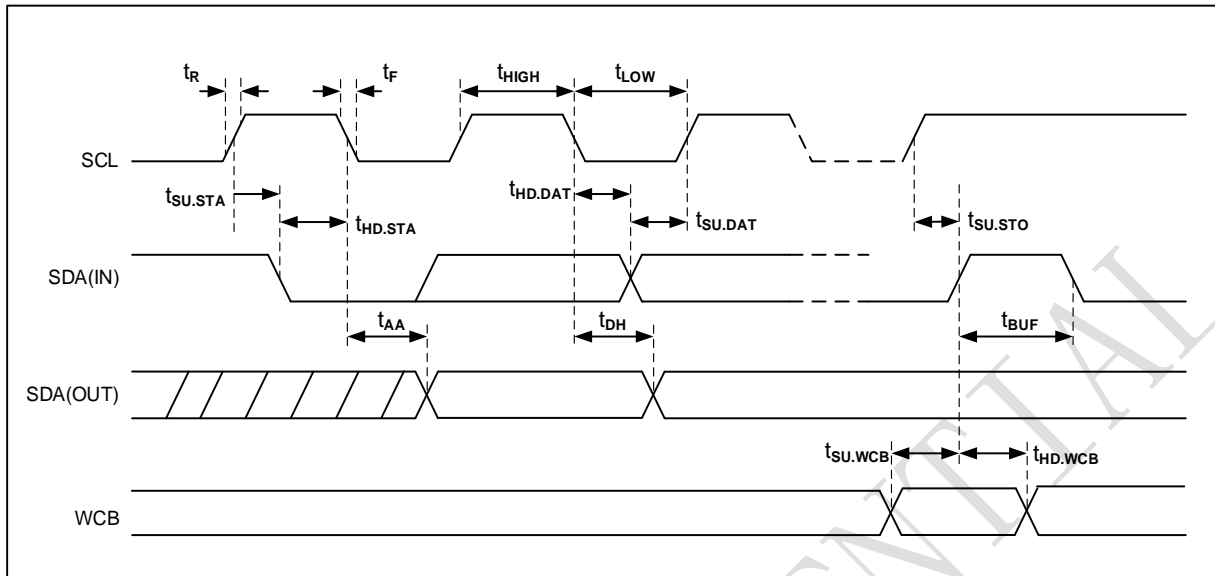 tR
tF
tHIGH
tLOW
SCL
tSU.STA
tHD.STA
tHD.DAT
tSU.DAT
tSU.STO
SDA(IN)
tAA
tDH
tBUF
SDA(OUT)
tSU.WCB
tHD.WCB
WCB
ENTIAL